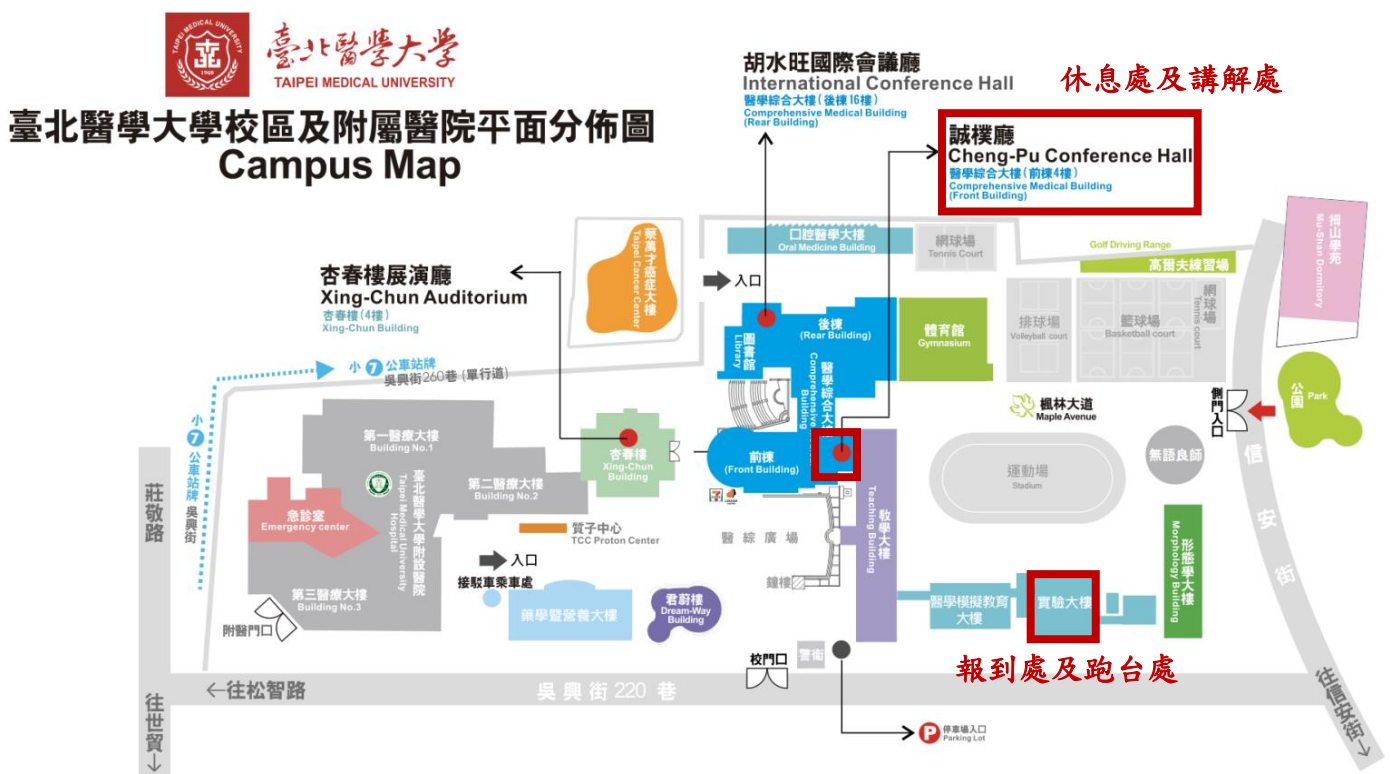 TAIPEI MEDICAL UNIVERSITY
1960
臺北醫學大學
TAIPEI MEDICAL UNIVERSITY
臺北醫學大學校區及附屬醫院平面分佈圖
Campus Map
胡水旺國際會議廳
International Conference Hall
醫學綜合大樓(後棟16樓)
Comprehensive Medical Building
(Rear Building)
休息處及講解處
誠樸廳
Cheng-Pu Conference Hall
醫學綜合大樓(前棟4樓)
Comprehensive Medical Building
(Front Building)
杏春樓展演廳
Xing-Chun Auditorium
杏春樓(4樓)
Xing-Chun Building
蔡萬才癌症大樓
Taipei Cancer Center
入口
口腔醫學大樓
Oral Medicine Building
網球場
Tennis Court
Golf Driving Range
高爾夫練習場
拇山學苑
Mu-Shan Dormitory
小 7 公車站牌
吳興街260巷 (單行道)
圖書館
Library
後棟
(Rear Building)
體育館
Gymnasium
排球場
Volleyball court
籃球場
Basketball court
網球場
Tennis court
醫學綜合大
Comprehensive
Building
楓林大道
Maple Avenue
側門入口
公園 Park
小 7 公車站牌 吳興街
第一醫療大樓
Building No.1
臺北醫學大學附設醫院
Taipei Medical University
Hospital
第二醫療大樓
Building No.2
杏春樓
Xing-Chun
Building
前棟
(Front Building)
教學大樓
Teaching Building
運動場
Stadium
無語良師
莊敬路
急診室
Emergency center
質子中心
TCC Proton Center
7-ELEVEN
醫綜廣場
鐘樓
形態學大樓
Morphology Building
信安街
入口
接駁車乘車處
第三醫療大樓
Building No.3
附醫門口
藥學暨營養大樓
君蔚樓
Dream-Way
Building
醫學模擬教育
大樓
實驗大樓
校門口
警衛
報到處及跑台處
←往松智路
吳興街220巷
往世貿↓
往信安街↓
P 停車場入口
Parking Lot